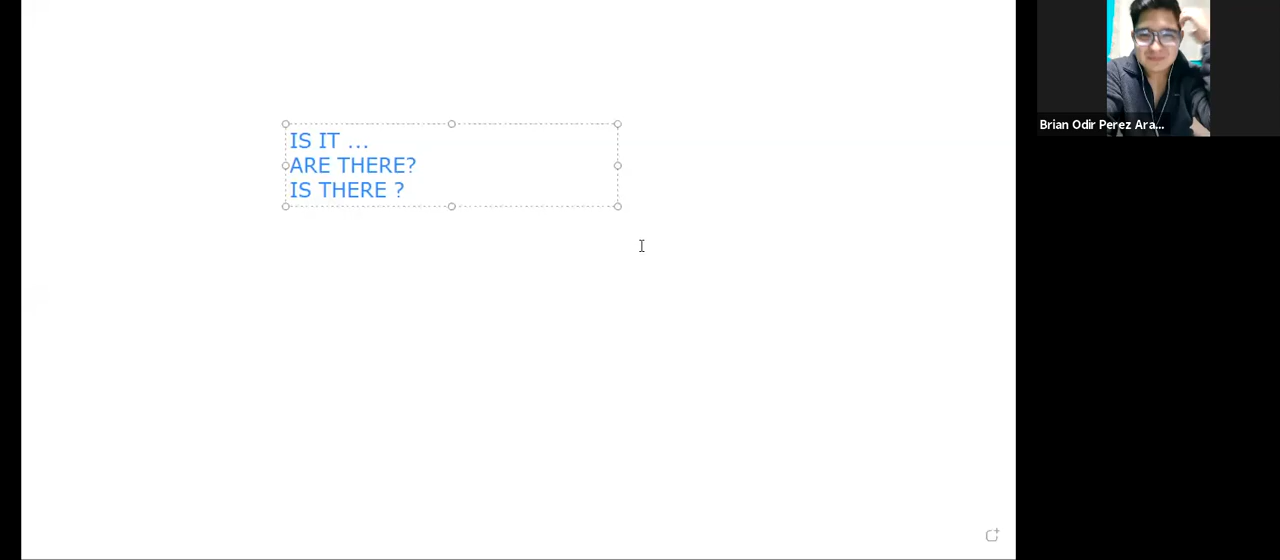 IS IT ...
ARE THERE?
IS THERE ?
Brian Odir Perez Ara...